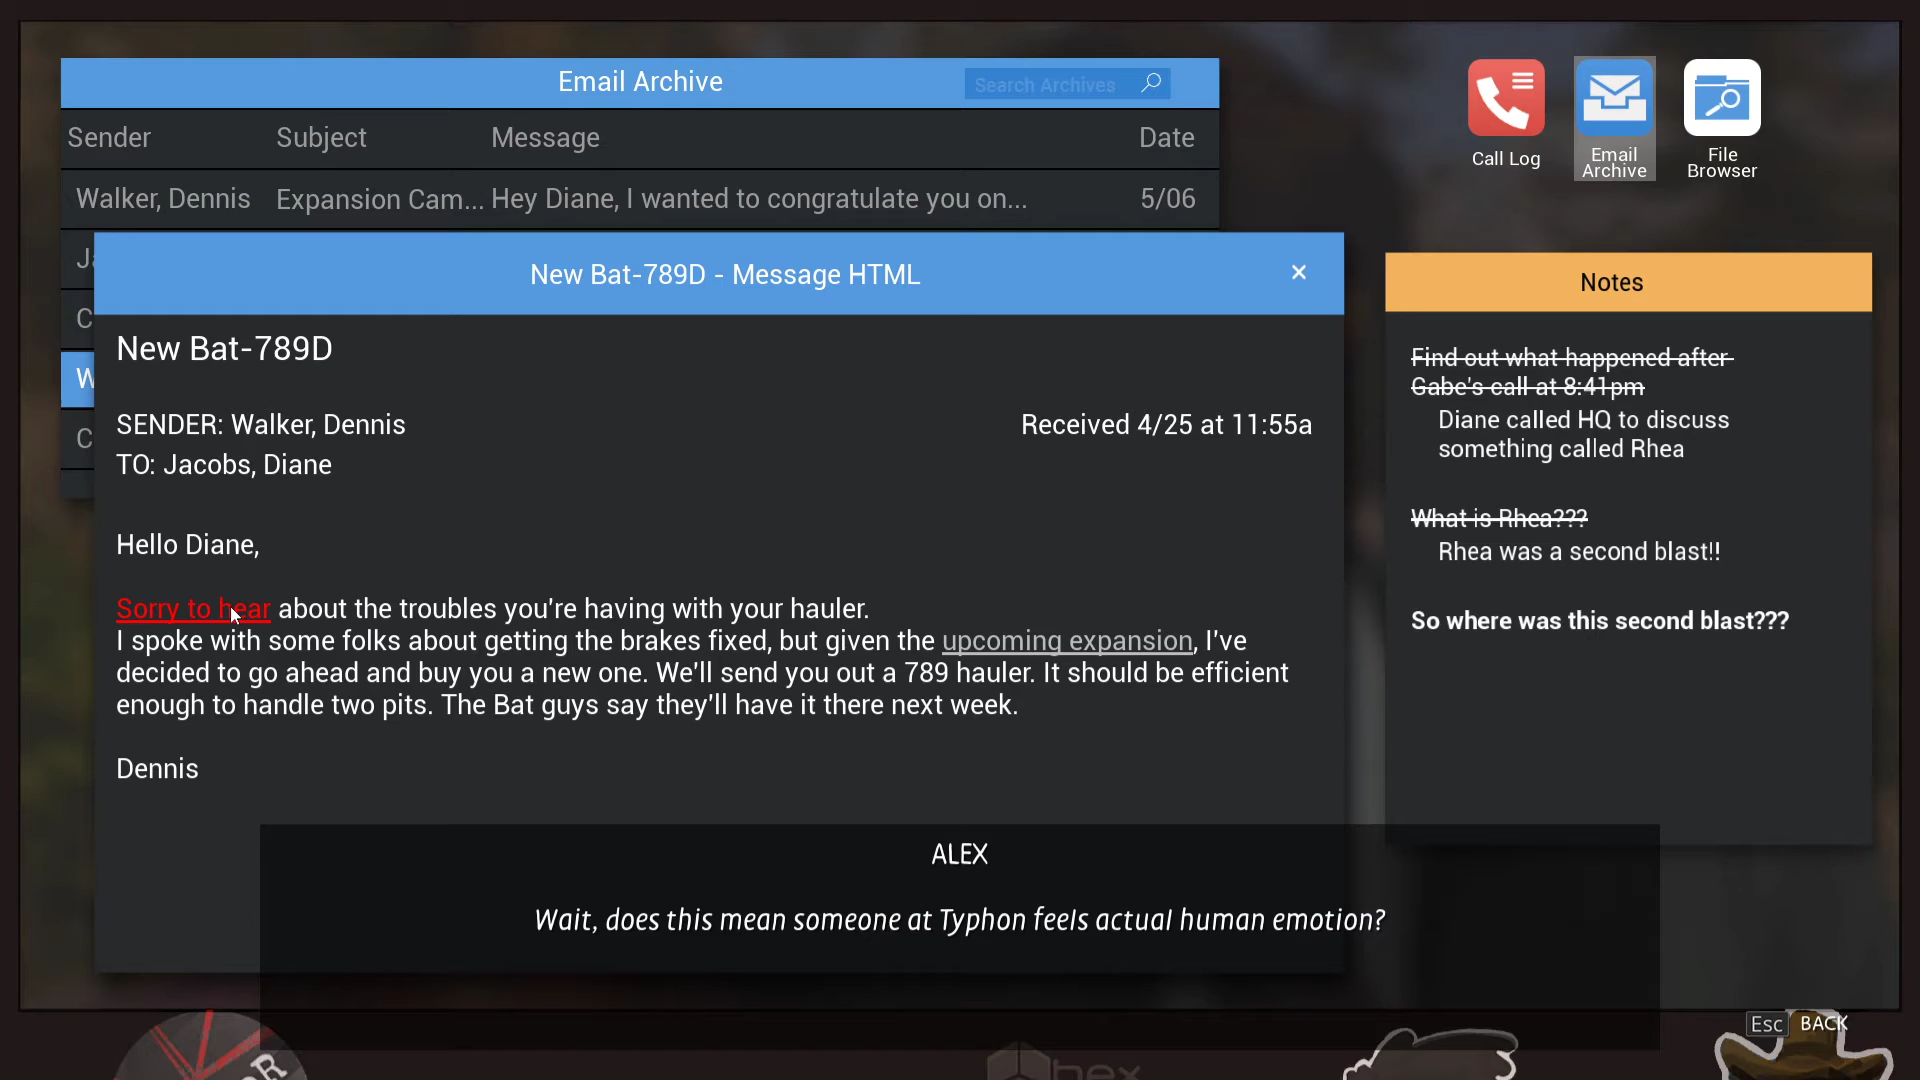 Email Archive
Search Archives
Sender Subject Message Date
Walker, Dennis Expansion Cam... Hey Diane, I wanted to congratulate you on... 5/06
Ja
C
W
C
New Bat-789D - Message HTML
×
New Bat-789D
SENDER: Walker, Dennis Received 4/25 at 11:55a
TO: Jacobs, Diane
Hello Diane,
Sorry to hear about the troubles you're having with your hauler.
I spoke with some folks about getting the brakes fixed, but given the upcoming expansion, I've
decided to go ahead and buy you a new one. We'll send you out a 789 hauler. It should be efficient
enough to handle two pits. The Bat guys say they'll have it there next week.
Dennis
Call Log
Email
Archive
File
Browser
Notes
Find out what happened after
Gabe's call at 8:41pm
Diane called HQ to discuss
something called Rhea
What is Rhea???
Rhea was a second blast!!
So where was this second blast???
ALEX
Wait, does this mean someone at Typhon feels actual human emotion?
Esc BACK
hex